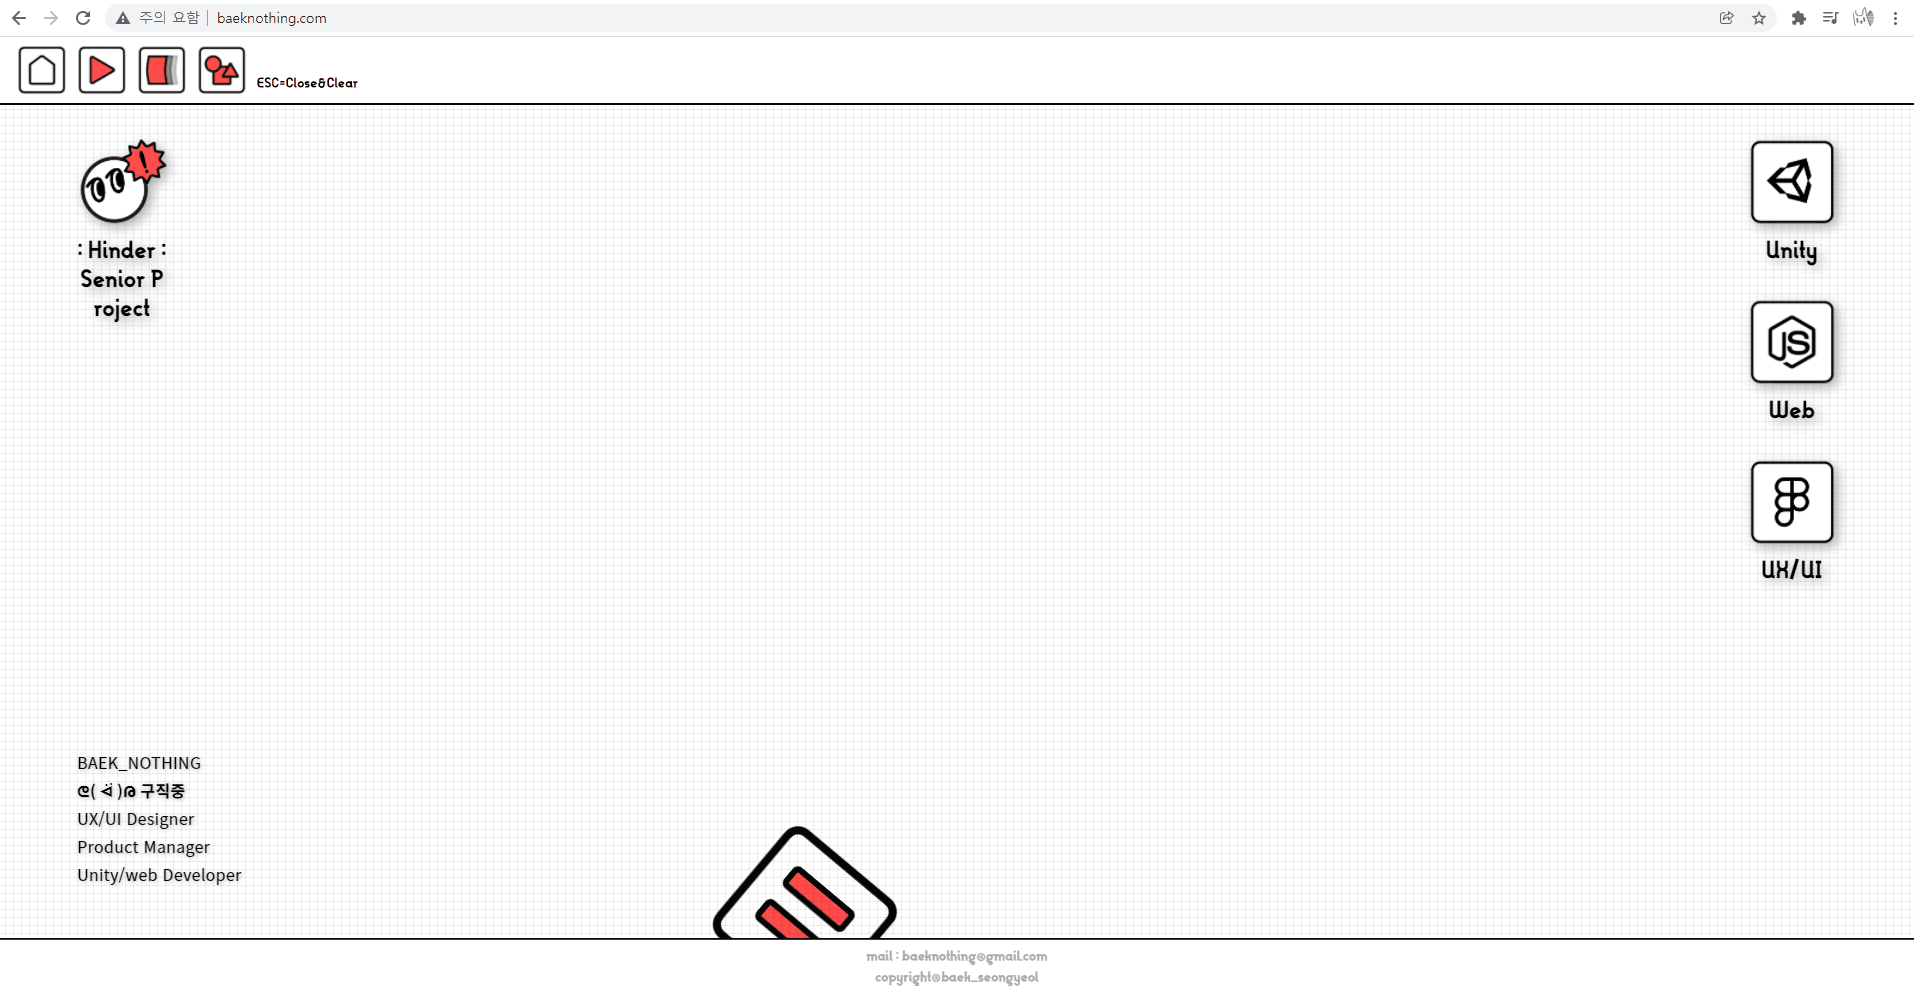 주의 요함 baeknothing.com
ESC=Close&Clear
: Hinder :
Senior P
roject
Unity
JS
Web
UX/UI
BAEK_NOTHING
구직중
UX/UI Designer
Product Manager
Unity/web Developer
mail : baeknothing@gmail.com
copyright@baek_seongyeol